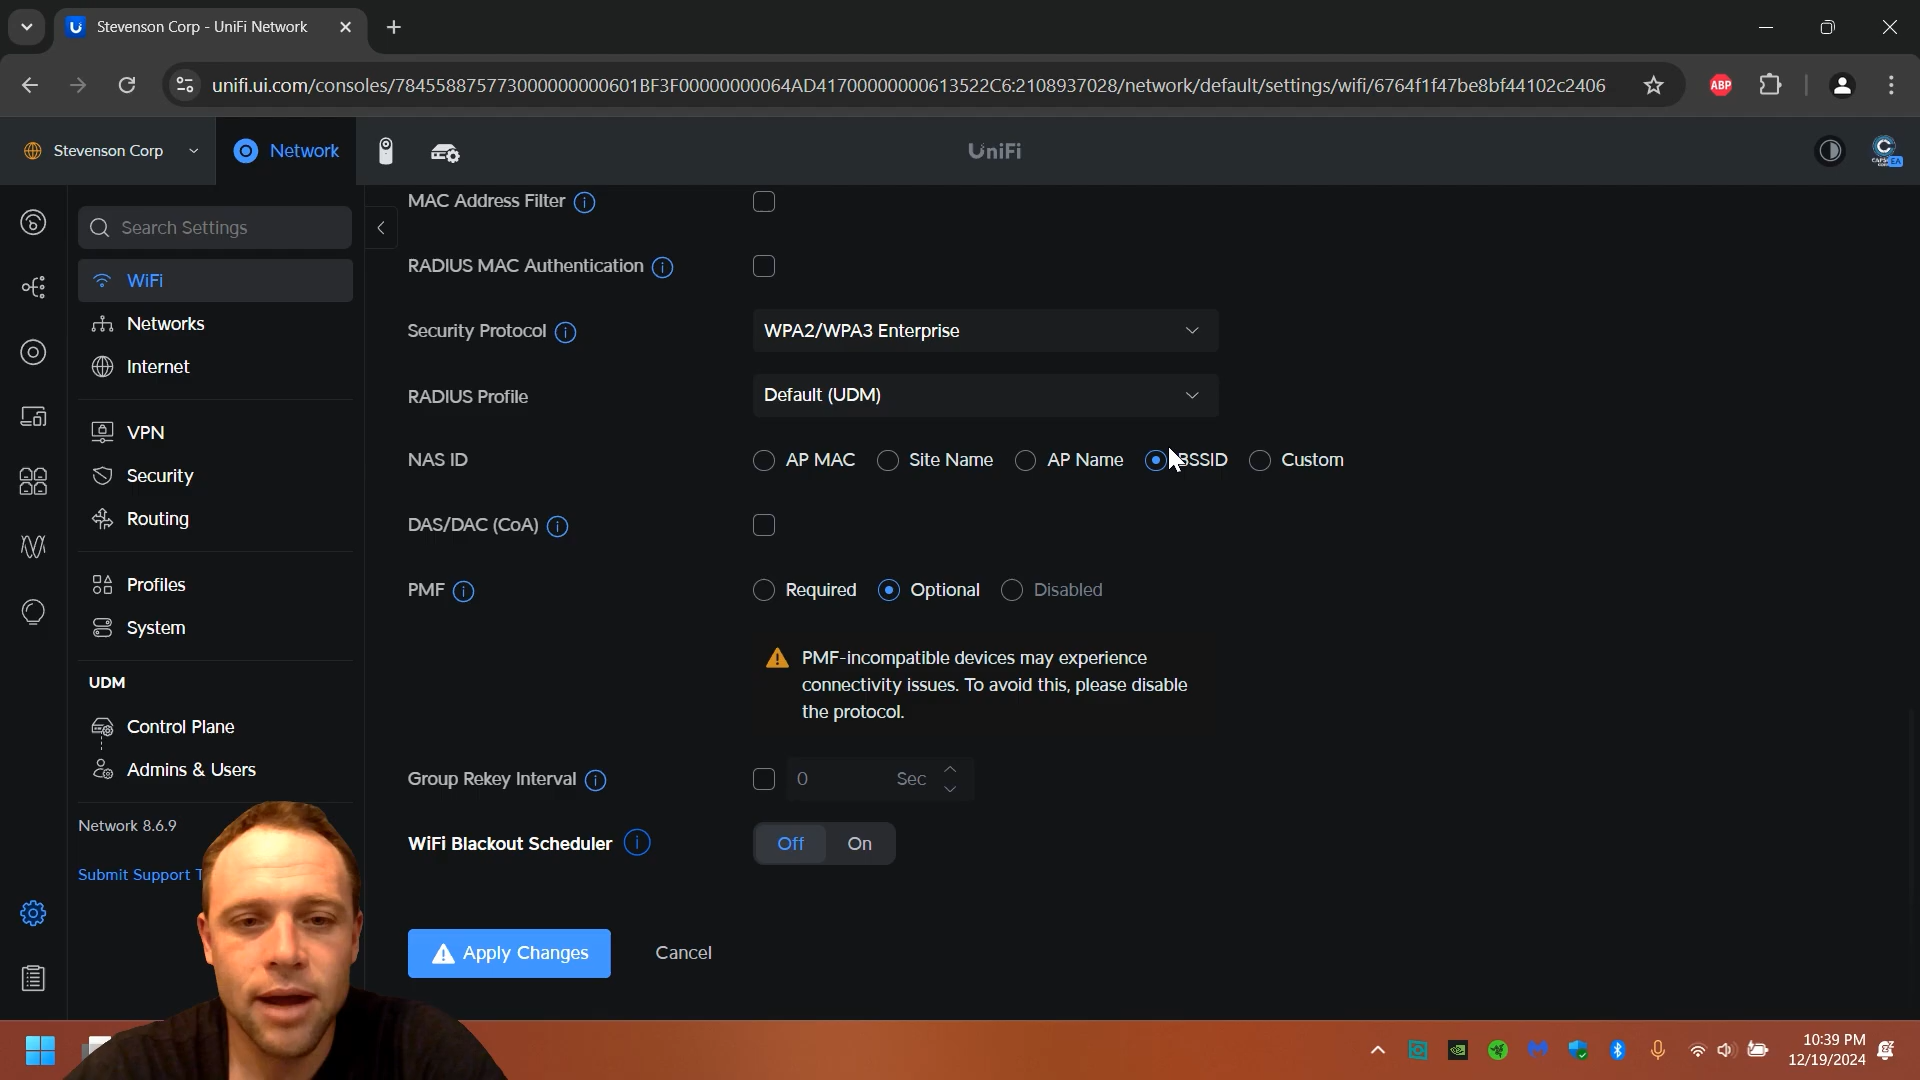 Stevenson Corp - UniFi Network
unifi.ui.com/consoles/784558875773000000000601BF3F00000000064AD41700000000613522C6:2108937028/network/default/settings/wifi/6764f1f47be8bf44102c2406
ABP
Stevenson Corp
Network
UniFi
EA
Search Settings
WiFi
Networks
Internet
VPN
Security
Routing
Profiles
System
UDM
Control Plane
Admins & Users
Network 8.6.9
Submit Support
MAC Address Filter
RADIUS MAC Authentication
Security Protocol
WPA2/WPA3 Enterprise
RADIUS Profile
Default (UDM)
NAS ID
AP MAC
Site Name
AP Name
BSSID
Custom
DAS/DAC (CoA)
PMF
Required
Optional
Disabled
PMF-incompatible devices may experience
connectivity issues. To avoid this, please disable
the protocol.
Group Rekey Interval
0 Sec
WiFi Blackout Scheduler
Off
On
Apply Changes
Cancel
10:39 PM
12/19/2024